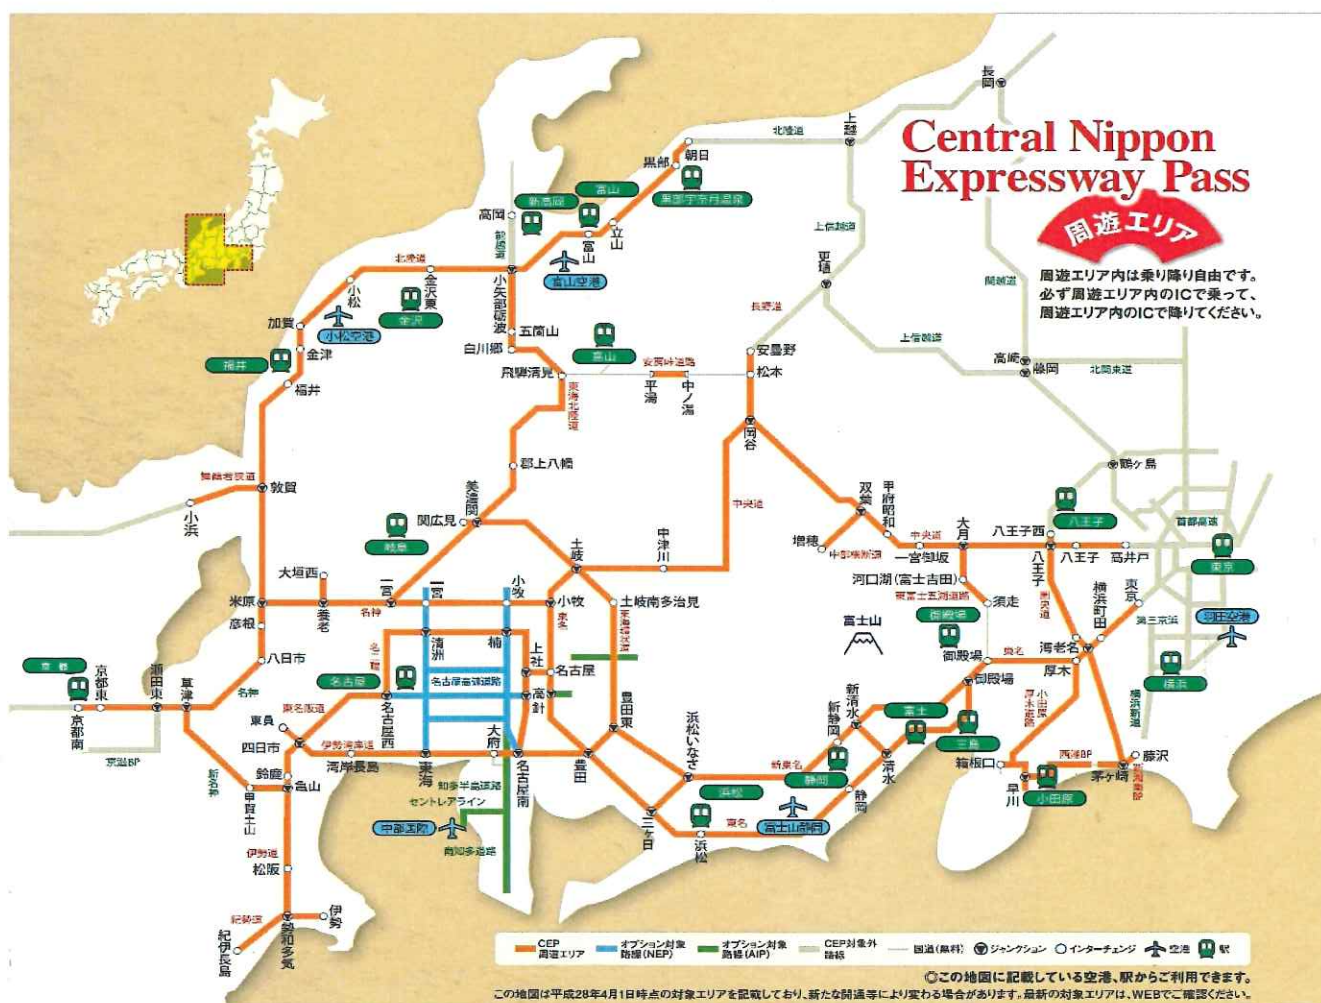 Central Nippon
Expressway Pass
周遊エリア
周遊エリア内は乗り降り自由です。
必ず周遊エリア内のICで乗って、
周遊エリア内のICで降りてください。
長岡
上越
北陸道
朝日
黒部
黒部宇奈月温泉
富山
新高岡
高岡
能越道
立山
富山
富山空港
上信越道
更埴
関越道
北陸道
金沢東
小松
小矢部砺波
加賀
小松空港
金沢
五箇山
白川郷
富山
長野道
安曇野
上信越道
高崎
藤岡
北関東道
福井
金津
福井
飛騨清見
安房峠道路
平湯
中ノ湯
松本
東海北陸道
岡谷
郡上八幡
鶴ヶ島
舞鶴若狭道
敦賀
小浜
美濃関
関広見
岐阜
中央道
双葉
甲府昭和
八王子
八王子西
首都高速
増穂
中部横断道
中央道
一宮御坂
大月
八王子
高井戸
東京
土岐
中津川
大垣西
河口湖(富士吉田)
東富士五湖道路
八王子
圏央道
横浜町田
東京
第三京浜
羽田空港
米原
養老
名神
一宮
一宮
小牧
小牧
東名
土岐南多治見
東海環状道
須走
富士山
御殿場
彦根
清洲
楠
名二環
上社
名古屋
御殿場
東名
海老名
厚木
横浜
八日市
名神
京都
京都東
京都南
瀬田東
草津
名古屋
名古屋高速道路
高針
名古屋西
東名阪道
豊田東
小田原厚木道路
横浜新道
東員
四日市
伊勢湾岸道
湾岸長島
東海
大府
名古屋南
豊田
浜松いなさ
新東名
新静岡
新清水
富士
三島
清水
静岡
静岡
箱根口
西湘BP
藤沢
茅ヶ崎
新湘南BP
早川
小田原
京滋BP
新名神
甲賀土山
鈴鹿
亀山
知多半島道路
セントレアライン
中部国際
南知多道路
三ヶ日
浜松
浜松
東名
富士山静岡
伊勢道
松阪
紀勢道
伊勢
勢和多気
紀伊長島
CEP
周遊エリア
オプション対象
路線(NEP)
オプション対象
路線(AIP)
CEP対象外
路線
国道(無料)
ジャンクション
インターチェンジ
空港
駅
◎この地図に記載している空港、駅からご利用できます。
この地図は平成28年4月1日時点の対象エリアを記載しており、新たな開通等により変わる場合があります。最新の対象エリアは、WEBでご確認ください。